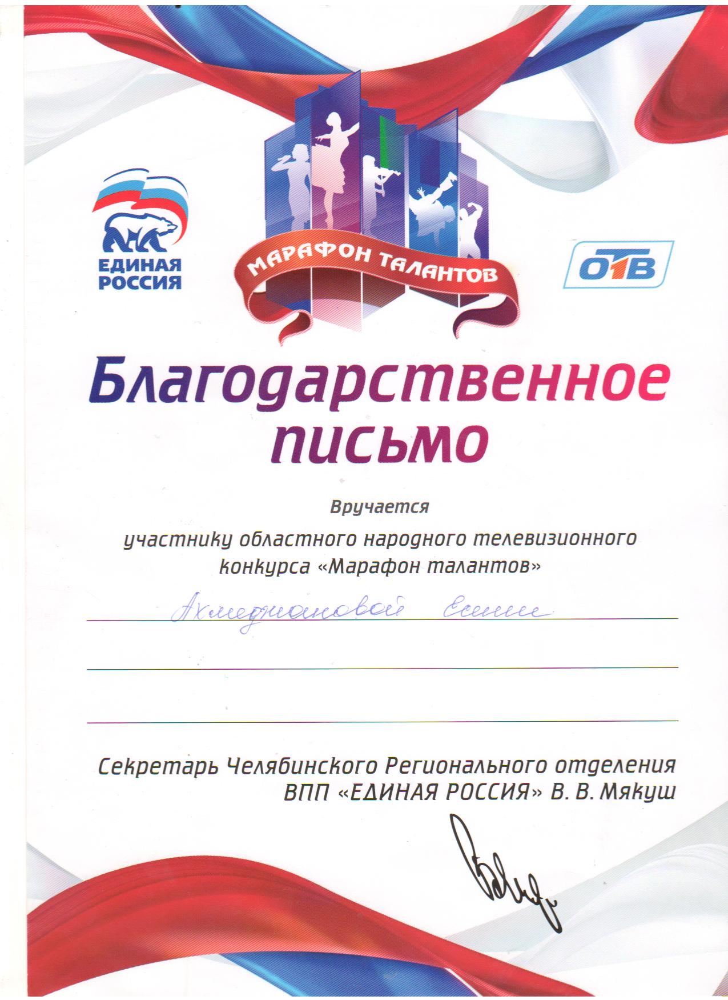 МАРАФОН ТАЛАНТОВ
ЕДИНАЯ
РОССИЯ
ОТВ
Благодарственное
письмо
Вручается
участнику областного народного телевизионного
конкурса «Марафон талантов»
Ахмеджановой
Секретарь Челябинского Регионального отделения
ВПП «ЕДИНАЯ РОССИЯ» В. В. Мякуш